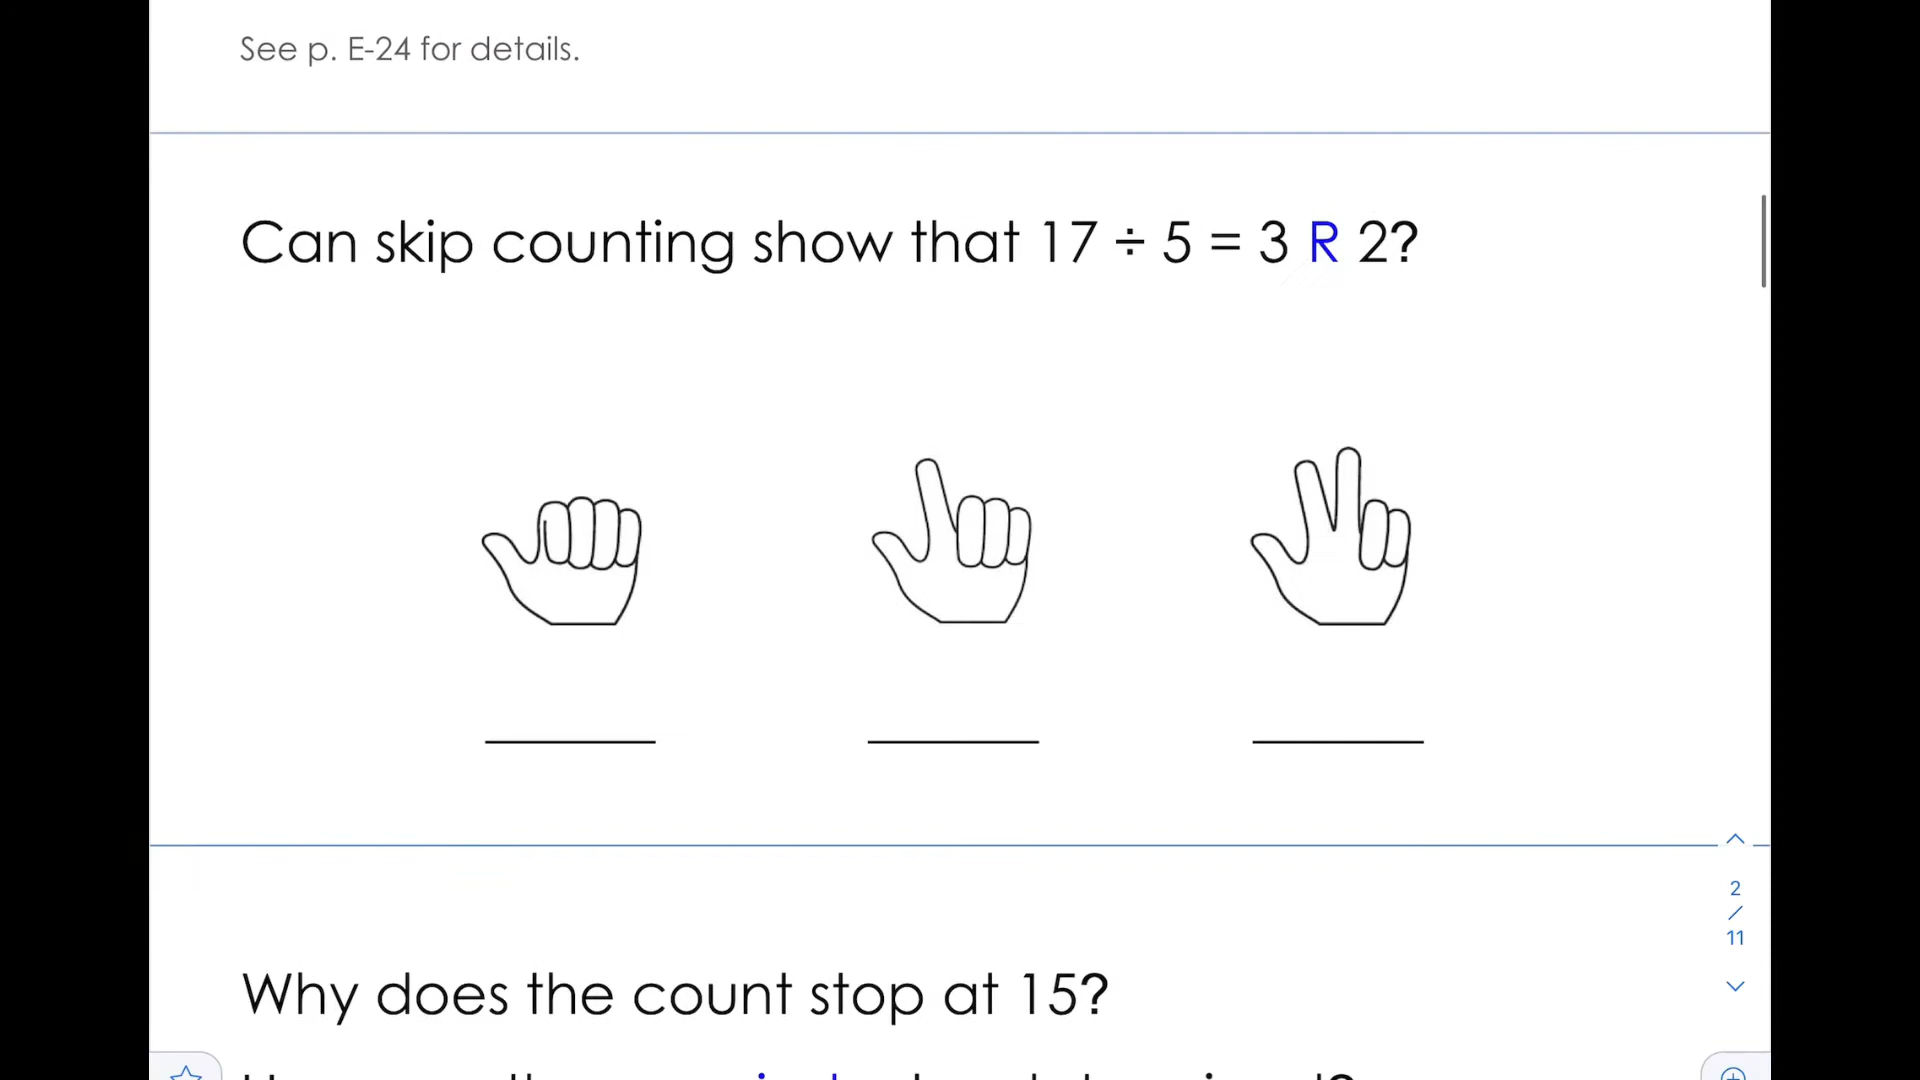 See p. E-24 for details.
Can skip counting show that 17 ÷ 5 = 3 R 2?
Why does the count stop at 15?
2
/
11